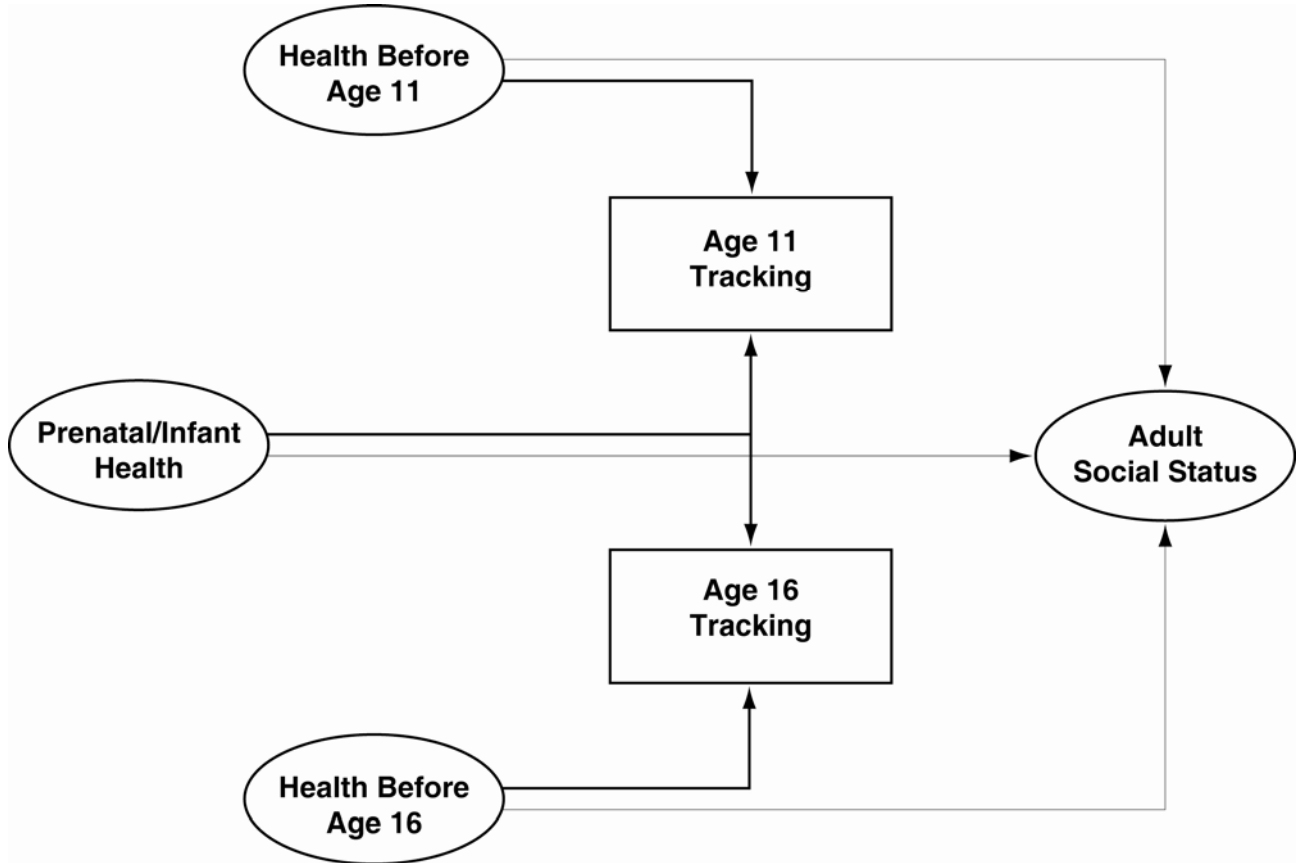 Health Before
Age 11
Age 11
Tracking
Prenatal/Infant
Health
Adult
Social Status
Age 16
Tracking
Health Before
Age 16